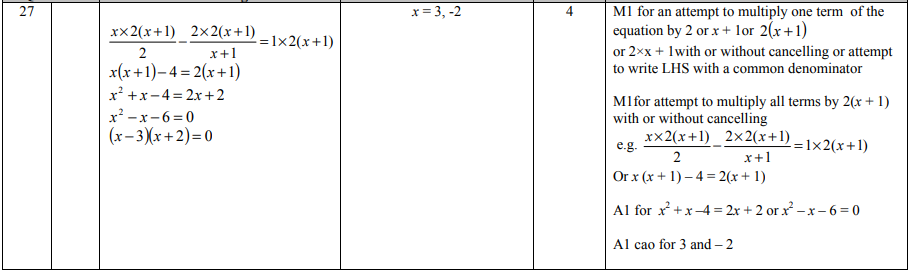 27
x×2(x+1)/2 − 2×2(x+1)/x+1 = 1×2(x+1)
x(x+1)−4 = 2(x+1)
x² + x − 4 = 2x + 2
x² − x − 6 = 0
(x−3)(x+2) = 0
x = 3, -2
4
M1 for an attempt to multiply one term of the
equation by 2 or x + 1or 2(x+1)
or 2×x + 1with or without cancelling or attempt
to write LHS with a common denominator
M1for attempt to multiply all terms by 2(x + 1)
with or without cancelling
e.g. x×2(x+1)/2 − 2×2(x+1)/x+1 = 1×2(x+1)
Or x (x + 1) – 4 = 2(x + 1)
A1 for x² + x –4 = 2x + 2 or x² – x – 6 = 0
A1 cao for 3 and – 2